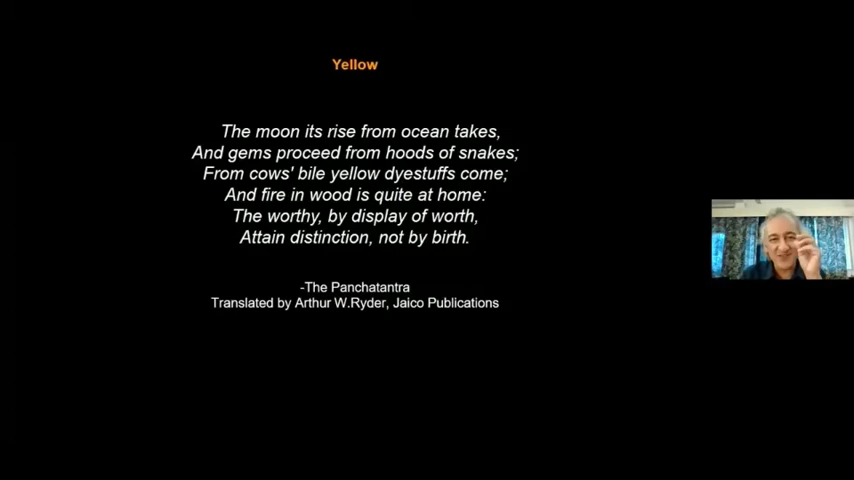 Yellow
The moon its rise from ocean takes,
And gems proceed from hoods of snakes;
From cows' bile yellow dyestuffs come;
And fire in wood is quite at home:
The worthy, by display of worth,
Attain distinction, not by birth.
-The Panchatantra
Translated by Arthur W.Ryder, Jaico Publications